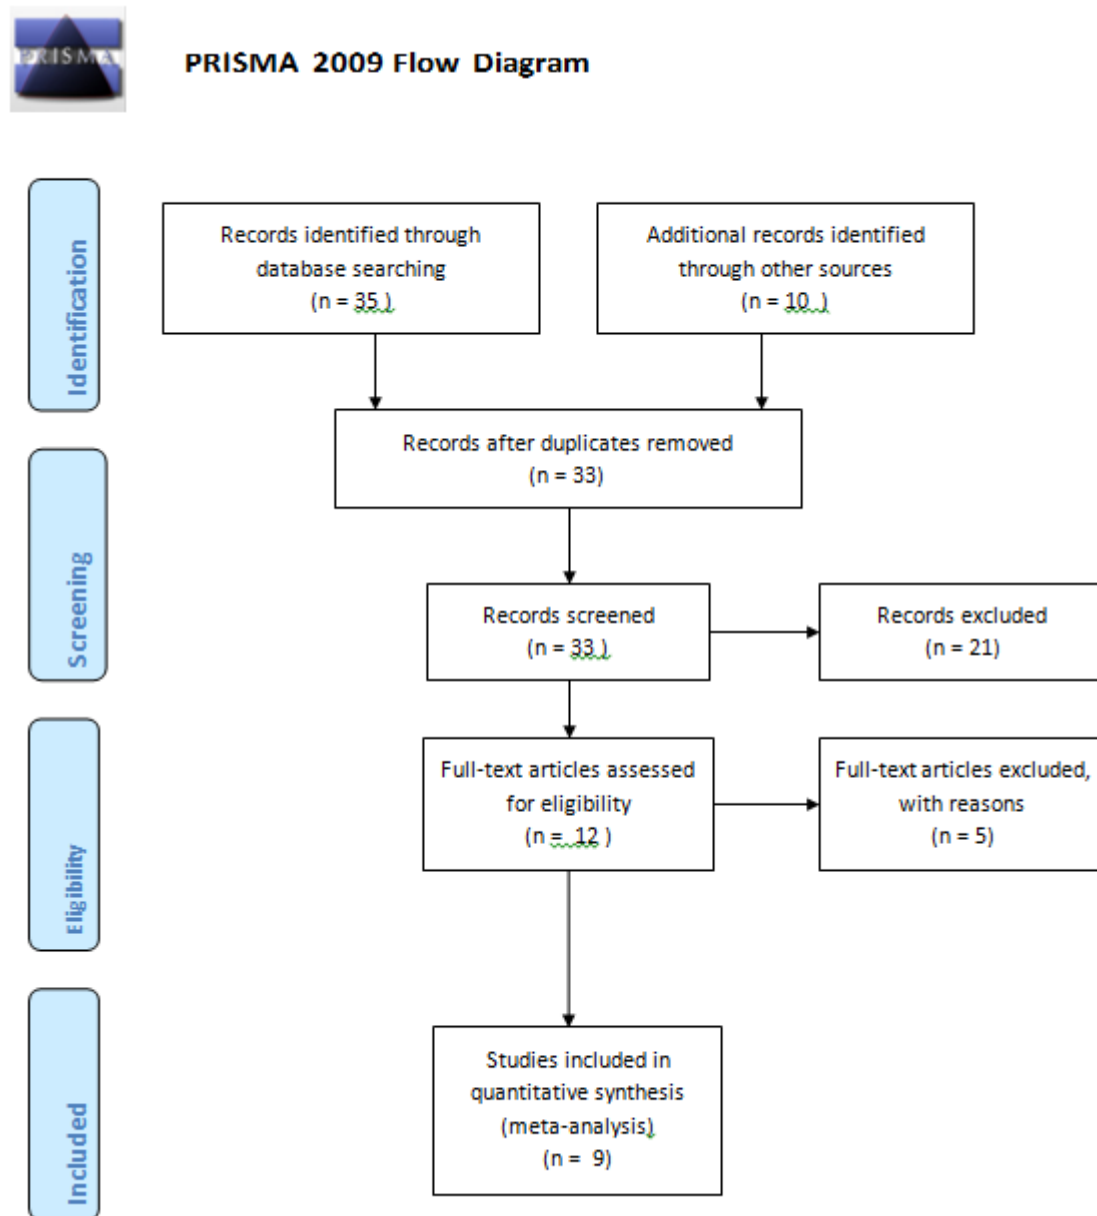 PRISMA
PRISMA 2009 Flow Diagram
Identification
Records identified through
database searching
(n = 35 )
Additional records identified
through other sources
(n = 10 )
Records after duplicates removed
(n = 33)
Screening
Records screened
(n = 33 )
Records excluded
(n = 21)
Eligibility
Full-text articles assessed
for eligibility
(n = 12 )
Full-text articles excluded,
with reasons
(n = 5)
Included
Studies included in
quantitative synthesis
(meta-analysis)
(n = 9)